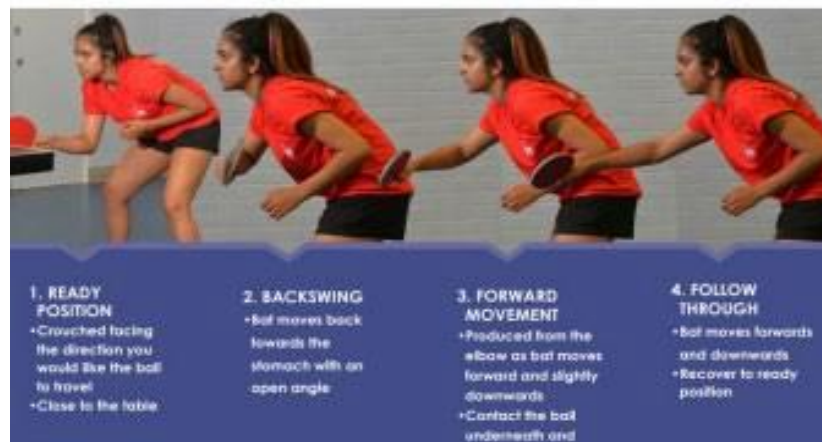 1. READY
POSITION
•Crouched facing
the direction you
would like the ball
to travel
•Close to the table
2. BACKSWING
•Bat moves back
towards the
stomach with an
open angle
3. FORWARD
MOVEMENT
•Produced from the
elbow as bat moves
forward and slightly
downwards
•Contact the ball
underneath and
4. FOLLOW
THROUGH
•Bat moves forwards
and downwards
•Recover to ready
position